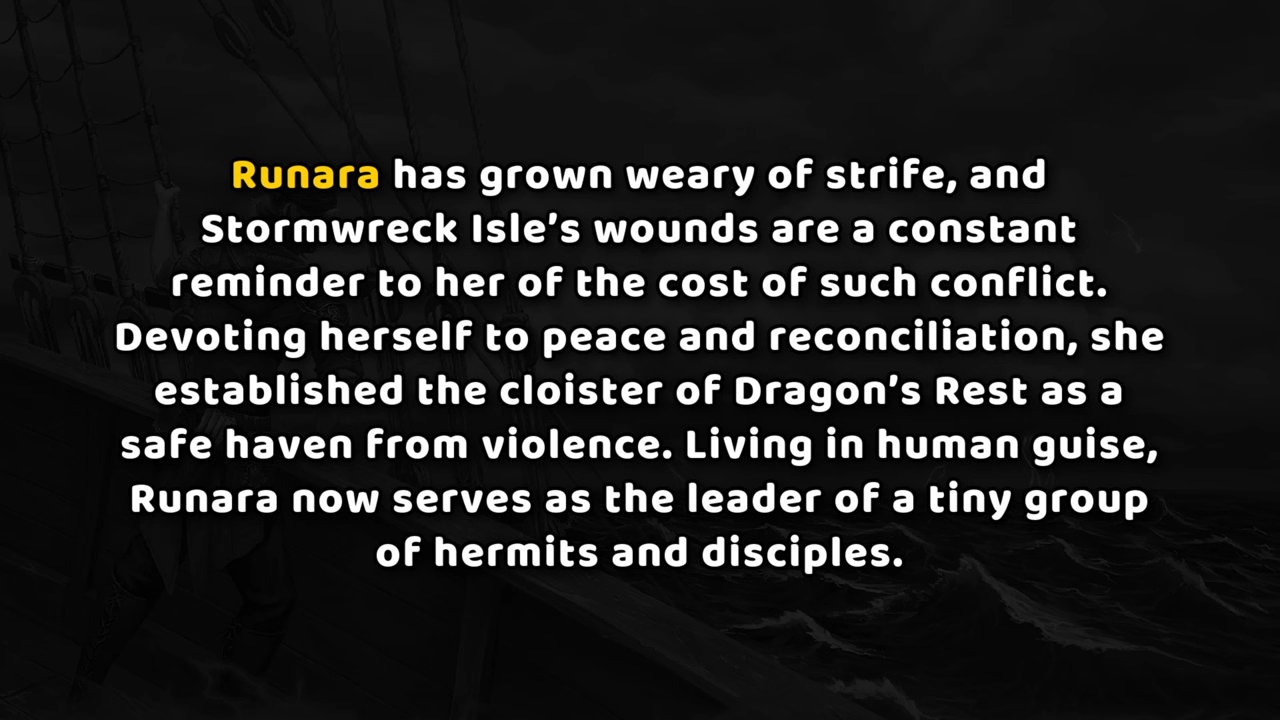 Runara has grown weary of strife, and
Stormwreck Isle’s wounds are a constant
reminder to her of the cost of such conflict.
Devoting herself to peace and reconciliation, she
established the cloister of Dragon’s Rest as a
safe haven from violence. Living in human guise,
Runara now serves as the leader of a tiny group
of hermits and disciples.